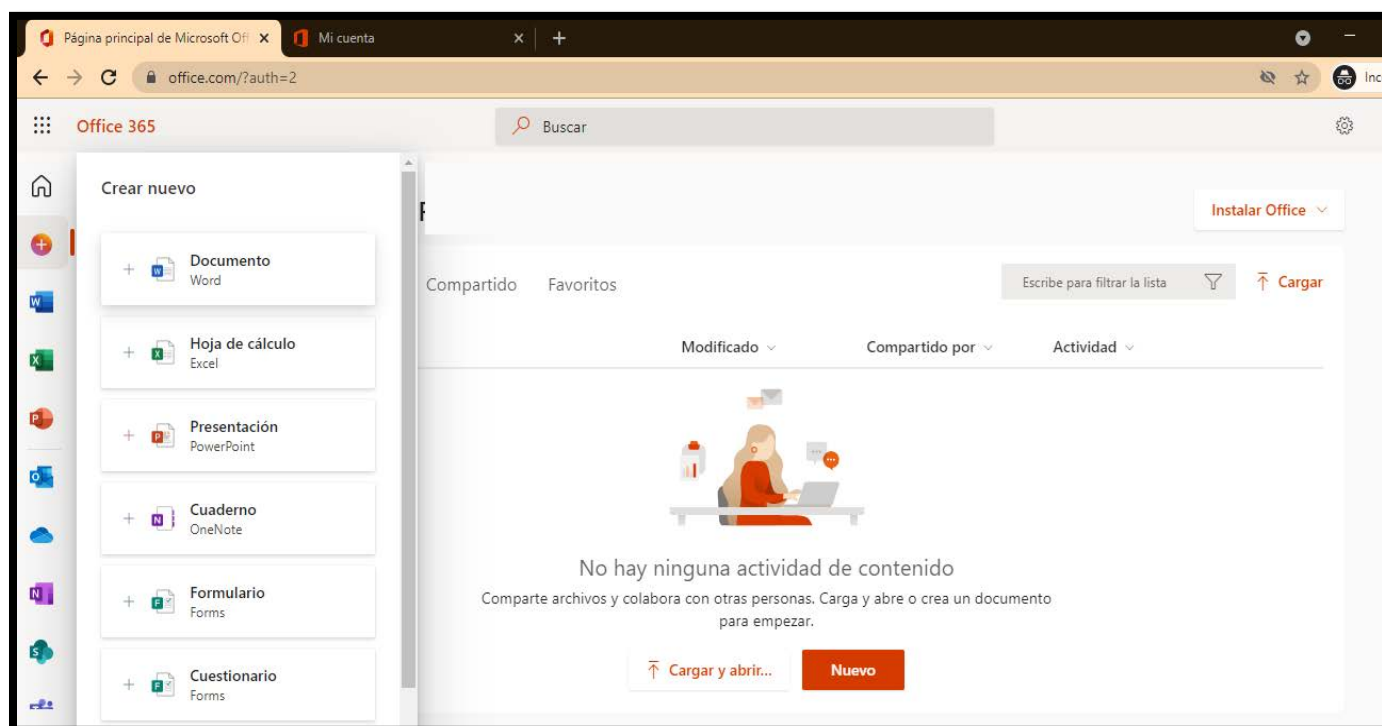 Página principal de Microsoft Off
Mi cuenta
office.com/?auth=2
Office 365
Buscar
Crear nuevo
Instalar Office
Documento
Word
Compartido
Favoritos
Escribe para filtrar la lista
Cargar
Hoja de cálculo
Excel
Modificado
Compartido por
Actividad
Presentación
PowerPoint
Cuaderno
OneNote
No hay ninguna actividad de contenido
Comparte archivos y colabora con otras personas. Carga y abre o crea un documento
para empezar.
Formulario
Forms
Cargar y abrir...
Nuevo
Cuestionario
Forms